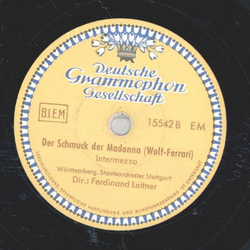 Deutsche
Grammophon
Gesellschaft
BIEM
15542 B EM
Der Schmuck der Madonna (Wolf-Ferrari)
Intermezzo
Württemberg. Staatsorchester Stuttgart
Dir.: Ferdinand Leitner